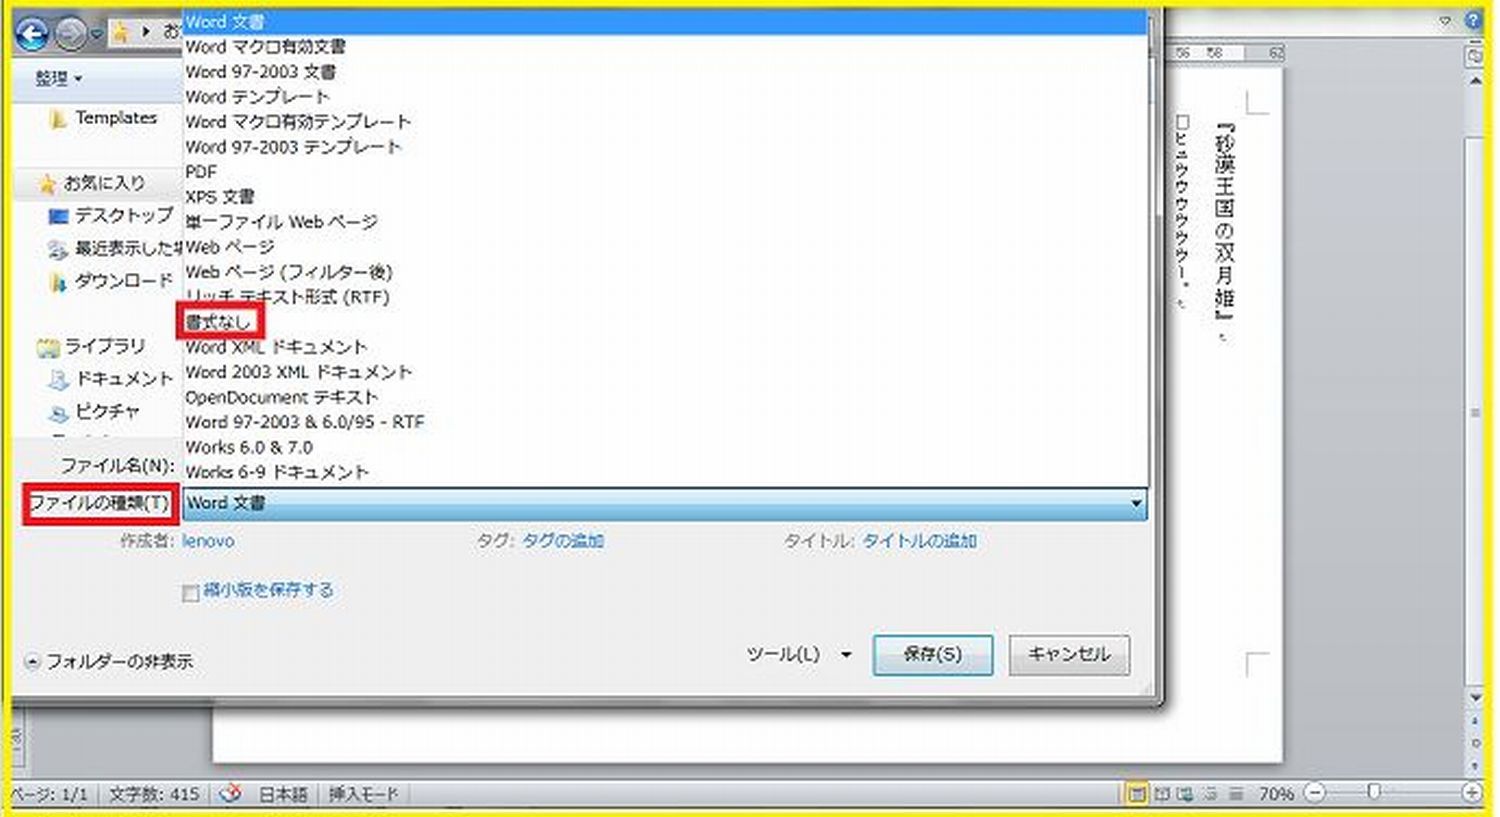 お
整理
Templates
お気に入り
デスクトップ
最近表示した
ダウンロード
ライブラリ
ドキュメント
ピクチャ
Word 文書
Word マクロ有効文書
Word 97-2003 文書
Word テンプレート
Word マクロ有効テンプレート
Word 97-2003 テンプレート
PDF
XPS 文書
単一ファイル Web ページ
Web ページ
Web ページ (フィルター後)
リッチ テキスト形式 (RTF)
書式なし
Word XML ドキュメント
Word 2003 XML ドキュメント
OpenDocument テキスト
Word 97-2003 & 6.0/95 - RTF
Works 6.0 & 7.0
Works 6-9 ドキュメント
ファイル名(N):
ファイルの種類(T)
Word 文書
作成者: lenovo
タグ: タグの追加
タイトル: タイトルの追加
縮小版を保存する
フォルダーの非表示
ツール(L)
保存(S)
キャンセル
56 58 62
『砂漠王国の双月姫』
ページ: 1/1
文字数: 415
日本語
挿入モード
70%